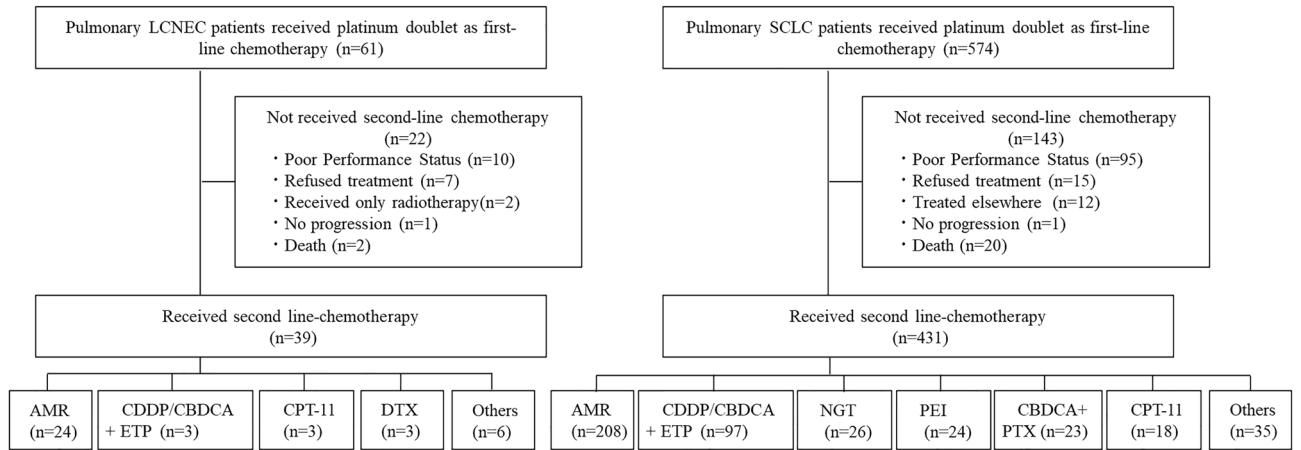 Pulmonary LCNEC patients received platinum doublet as first-
line chemotherapy (n=61)
Not received second-line chemotherapy
(n=22)
・Poor Performance Status (n=10)
・Refused treatment (n=7)
・Received only radiotherapy(n=2)
・No progression (n=1)
・Death (n=2)
Received second line-chemotherapy
(n=39)
AMR
(n=24)
CDDP/CBDCA
+ ETP (n=3)
CPT-11
(n=3)
DTX
(n=3)
Others
(n=6)
Pulmonary SCLC patients received platinum doublet as first-line
chemotherapy (n=574)
Not received second-line chemotherapy
(n=143)
・Poor Performance Status (n=95)
・Refused treatment (n=15)
・Treated elsewhere (n=12)
・No progression (n=1)
・Death (n=20)
Received second line-chemotherapy
(n=431)
AMR
(n=208)
CDDP/CBDCA
+ ETP (n=97)
NGT
(n=26)
PEI
(n=24)
CBDCA+
PTX (n=23)
CPT-11
(n=18)
Others
(n=35)